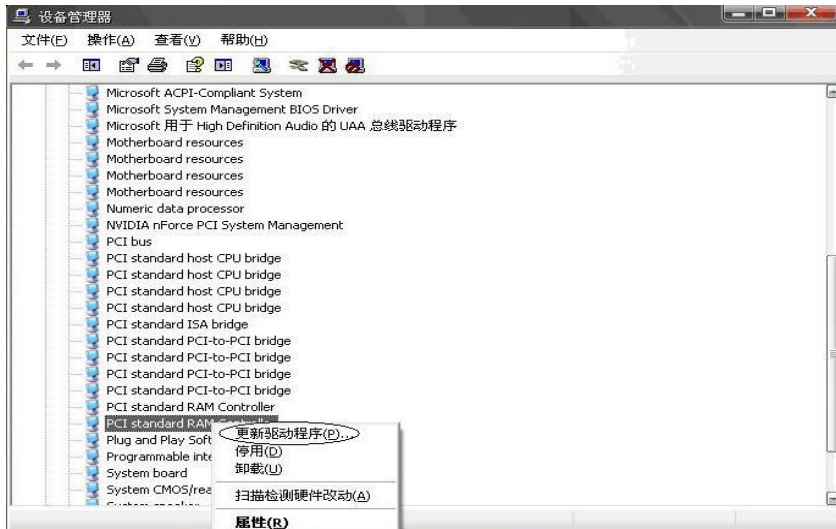 设备管理器
文件(F) 操作(A) 查看(V) 帮助(H)
Microsoft ACPI-Compliant System
Microsoft System Management BIOS Driver
Microsoft 用于 High Definition Audio 的 UAA 总线驱动程序
Motherboard resources
Motherboard resources
Motherboard resources
Motherboard resources
Numeric data processor
NVIDIA nForce PCI System Management
PCI bus
PCI standard host CPU bridge
PCI standard host CPU bridge
PCI standard host CPU bridge
PCI standard host CPU bridge
PCI standard ISA bridge
PCI standard PCI-to-PCI bridge
PCI standard PCI-to-PCI bridge
PCI standard PCI-to-PCI bridge
PCI standard PCI-to-PCI bridge
PCI standard RAM Controller
PCI standard RAM
Plug and Play Soft
Programmable inte
System board
System CMOS/rea
更新驱动程序(P)...
停用(D)
卸载(U)
扫描检测硬件改动(A)
属性(R)